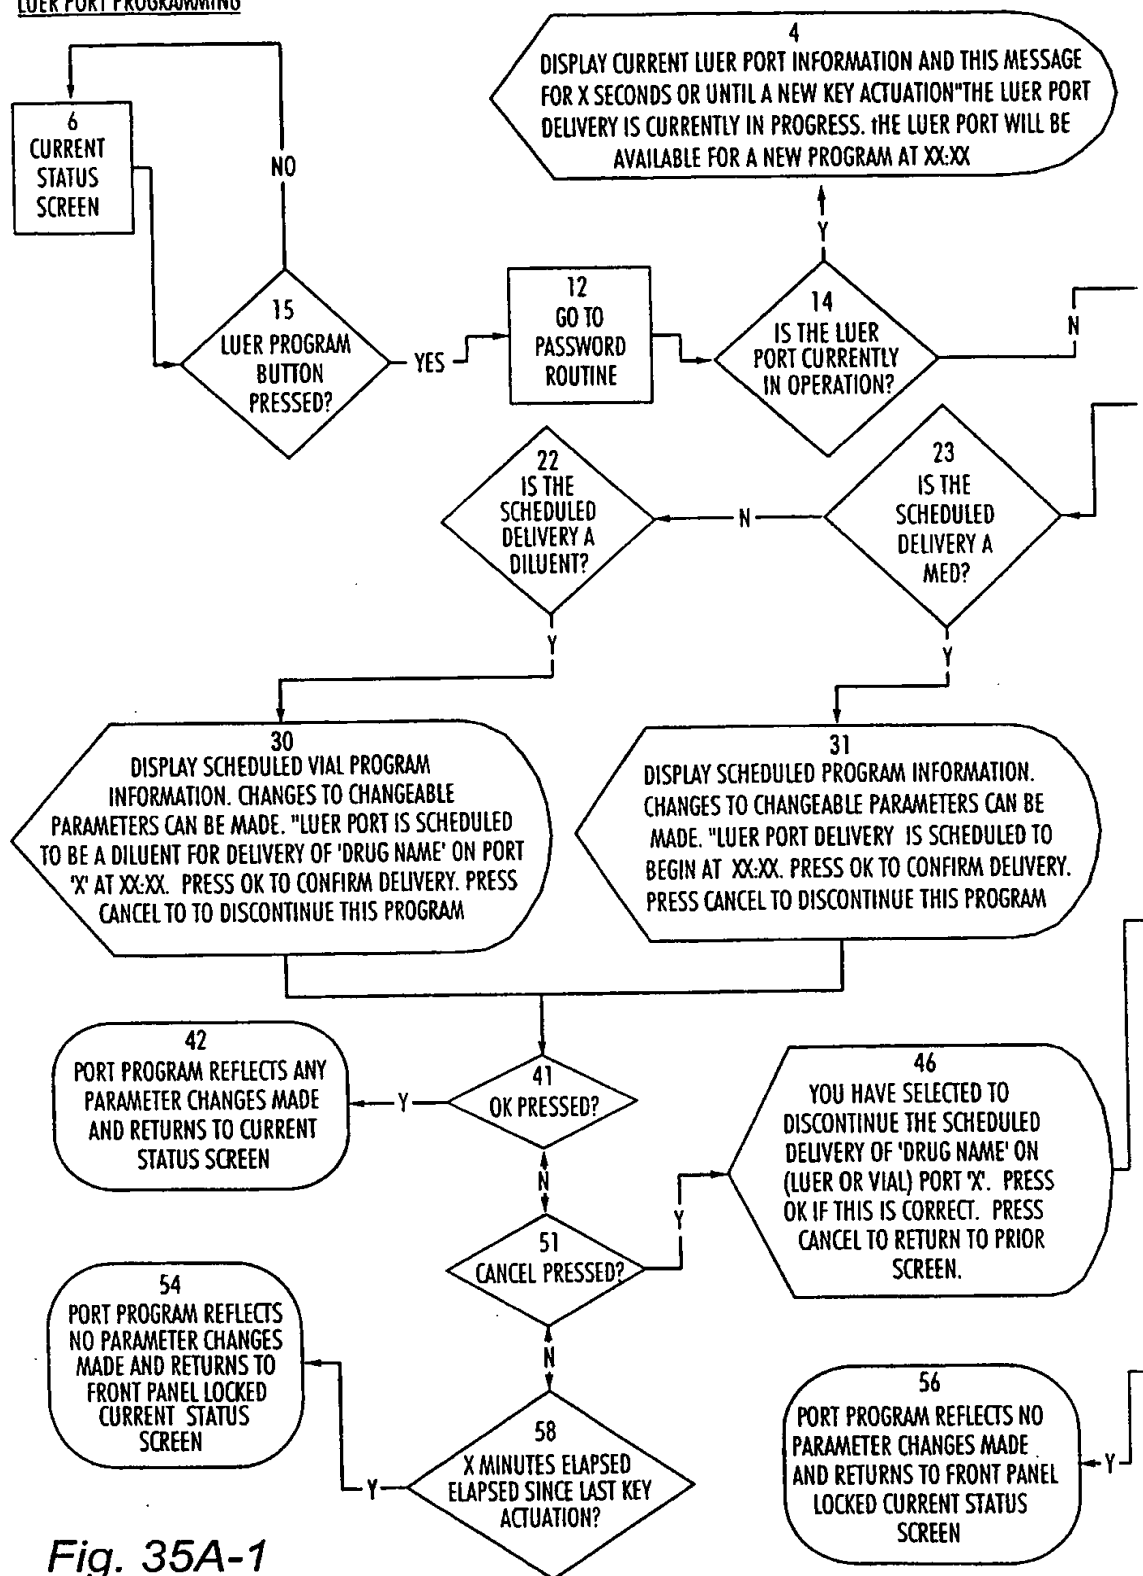 LUER PORT PROGRAMMING
4
DISPLAY CURRENT LUER PORT INFORMATION AND THIS MESSAGE
FOR X SECONDS OR UNTIL A NEW KEY ACTUATION"THE LUER PORT
DELIVERY IS CURRENTLY IN PROGRESS. tHE LUER PORT WILL BE
AVAILABLE FOR A NEW PROGRAM AT XX:XX
6
CURRENT
STATUS
SCREEN
NO
Y
15
LUER PROGRAM
BUTTON
PRESSED?
YES
12
GO TO
PASSWORD
ROUTINE
14
IS THE LUER
PORT CURRENTLY
IN OPERATION?
N
22
IS THE
SCHEDULED
DELIVERY A
DILUENT?
N
23
IS THE
SCHEDULED
DELIVERY A
MED?
Y
Y
30
DISPLAY SCHEDULED VIAL PROGRAM
INFORMATION. CHANGES TO CHANGEABLE
PARAMETERS CAN BE MADE. "LUER PORT IS SCHEDULED
TO BE A DILUENT FOR DELIVERY OF 'DRUG NAME' ON PORT
'X' AT XX:XX. PRESS OK TO CONFIRM DELIVERY. PRESS
CANCEL TO TO DISCONTINUE THIS PROGRAM
31
DISPLAY SCHEDULED PROGRAM INFORMATION.
CHANGES TO CHANGEABLE PARAMETERS CAN BE
MADE. "LUER PORT DELIVERY IS SCHEDULED TO
BEGIN AT XX:XX. PRESS OK TO CONFIRM DELIVERY.
PRESS CANCEL TO DISCONTINUE THIS PROGRAM
42
PORT PROGRAM REFLECTS ANY
PARAMETER CHANGES MADE
AND RETURNS TO CURRENT
STATUS SCREEN
Y
41
OK PRESSED?
N
46
YOU HAVE SELECTED TO
DISCONTINUE THE SCHEDULED
DELIVERY OF 'DRUG NAME' ON
(LUER OR VIAL) PORT 'X'. PRESS
OK IF THIS IS CORRECT. PRESS
CANCEL TO RETURN TO PRIOR
SCREEN.
51
CANCEL PRESSED?
Y
N
54
PORT PROGRAM REFLECTS
NO PARAMETER CHANGES
MADE AND RETURNS TO
FRONT PANEL LOCKED
CURRENT STATUS
SCREEN
Y
58
X MINUTES ELAPSED
ELAPSED SINCE LAST KEY
ACTUATION?
56
PORT PROGRAM REFLECTS NO
PARAMETER CHANGES MADE
AND RETURNS TO FRONT PANEL
LOCKED CURRENT STATUS
SCREEN
Y
Fig. 35A-1